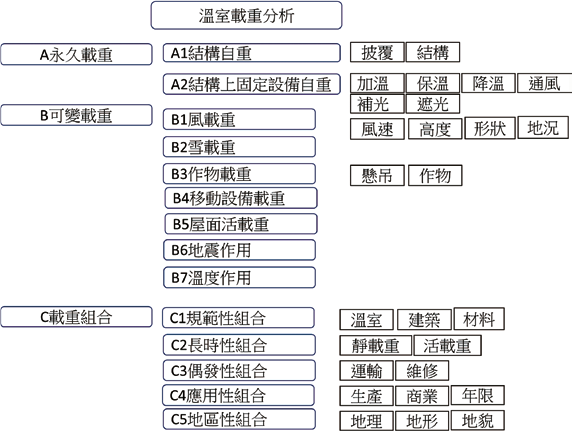 溫室載重分析
A永久載重 A1結構自重 披覆 結構
A2結構上固定設備自重 加溫 保溫 降溫 通風
補光 遮光
B可變載重 B1風載重 風速 高度 形狀 地況
B2雪載重
B3作物載重 懸吊 作物
B4移動設備載重
B5屋面活載重
B6地震作用
B7溫度作用
C載重組合 C1規範性組合 溫室 建築 材料
C2長時性組合 靜載重 活載重
C3偶發性組合 運輸 維修
C4應用性組合 生產 商業 年限
C5地區性組合 地理 地形 地貌